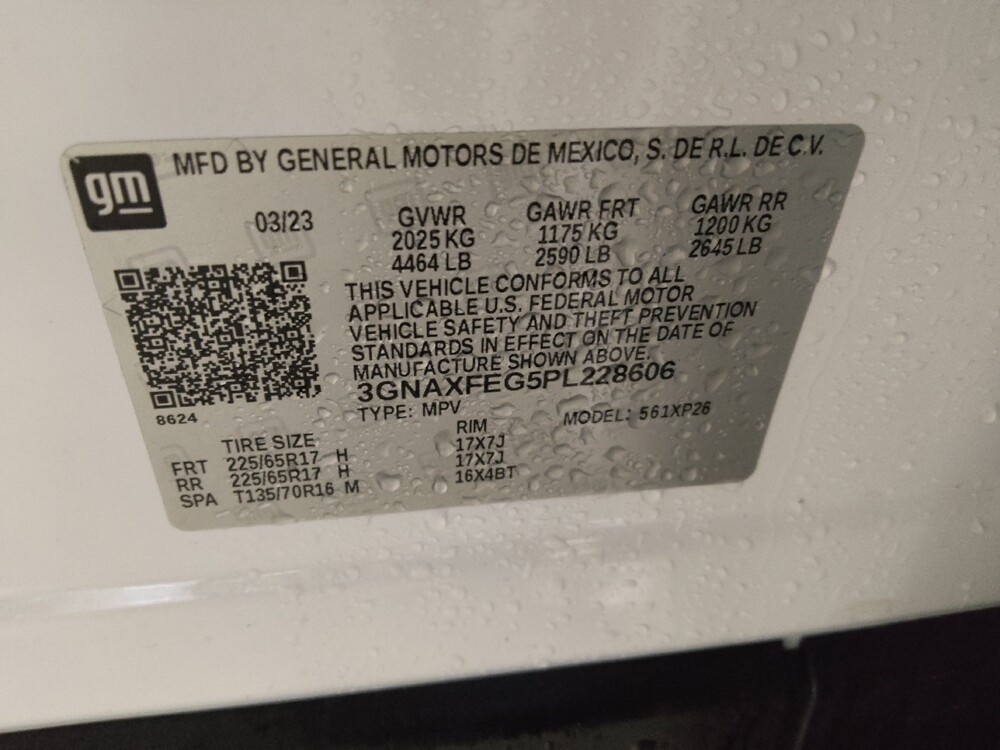 gm
MFD BY GENERAL MOTORS DE MEXICO, S. DE R.L. DE C.V.
03/23 GVWR GAWR FRT GAWR RR
2025 KG 1175 KG 1200 KG
4464 LB 2590 LB 2645 LB
THIS VEHICLE CONFORMS TO ALL
APPLICABLE U.S. FEDERAL MOTOR
VEHICLE SAFETY AND THEFT PREVENTION
STANDARDS IN EFFECT ON THE DATE OF
MANUFACTURE SHOWN ABOVE.
3GNAXFEG5PL228606
8624
TYPE: MPV MODEL: 561XP26
TIRE SIZE RIM
FRT 225/65R17 H 17X7J
RR 225/65R17 H 17X7J
SPA T135/70R16 M 16X4BT